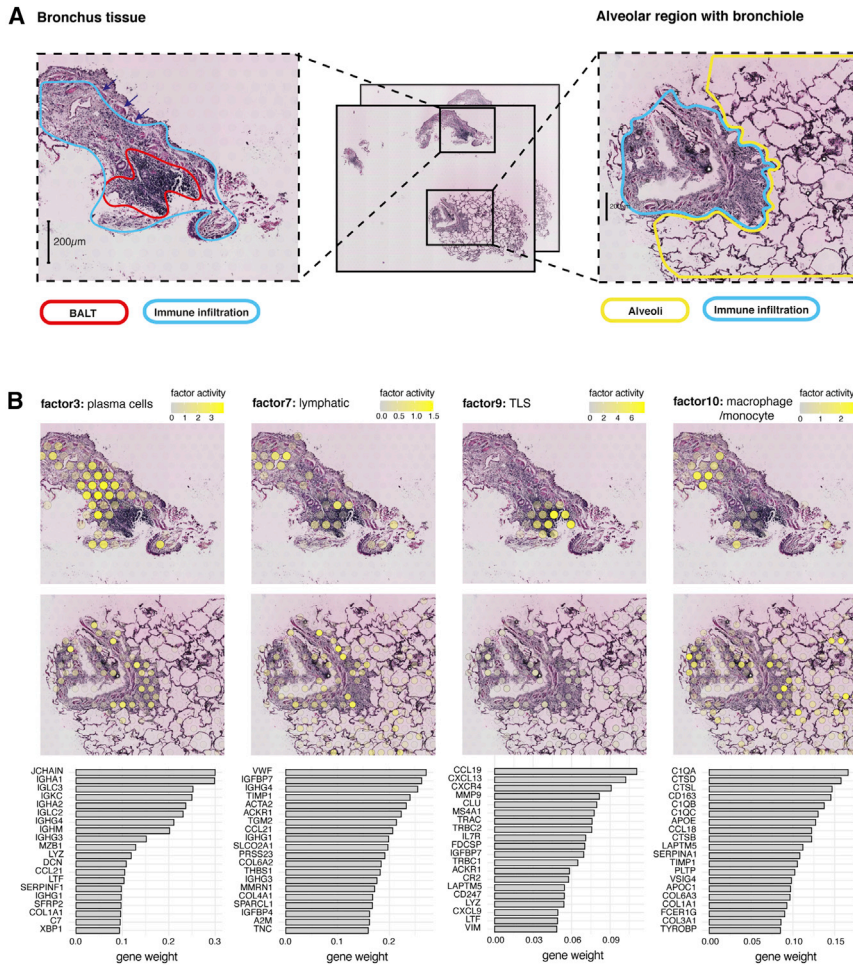 A
Bronchus tissue
Alveolar region with bronchiole
200µm
BALT
Immune infiltration
Alveoli
Immune infiltration
B
factor3: plasma cells
factor activity
0 1 2 3
factor7: lymphatic
factor activity
0.0 0.5 1.0 1.5
factor9: TLS
factor activity
0 2 4 6
factor10: macrophage
/monocyte
factor activity
0 1 2
JCHAIN
IGHA1
IGLC3
IGKC
IGHA2
IGLC2
IGHG4
IGHM
IGHG3
MZB1
LYZ
DCN
CCL21
LTF
SERPINF1
IGHG1
SFRP2
COL1A1
C7
XBP1
0.0 0.1 0.2 0.3
gene weight
VWF
IGFBP7
IGHG4
TIMP1
ACTA2
ACKR1
TGM2
CCL21
IGHG1
SLCO2A1
PRSS23
COL6A2
THBS1
IGHG3
MMRN1
COL4A1
SPARCL1
IGFBP4
A2M
TNC
0.00 0.10 0.20
gene weight
CCL19
CXCL13
CXCR4
MMP9
CLU
MS4A1
TRAC
TRBC2
IL7R
FDCSP
IGFBP7
TRBC1
ACKR1
CR2
LAPTM5
CD247
LYZ
CXCL9
LTF
VIM
0.00 0.03 0.06 0.09
gene weight
C1QA
CTSD
CTSL
CD163
C1QB
C1QC
APOE
CCL18
CTSB
LAPTM5
SERPINA1
TIMP1
PLTP
VSIG4
APOC1
COL6A3
COL1A1
FCER1G
COL3A1
TYROBP
0.00 0.05 0.10 0.15
gene weight